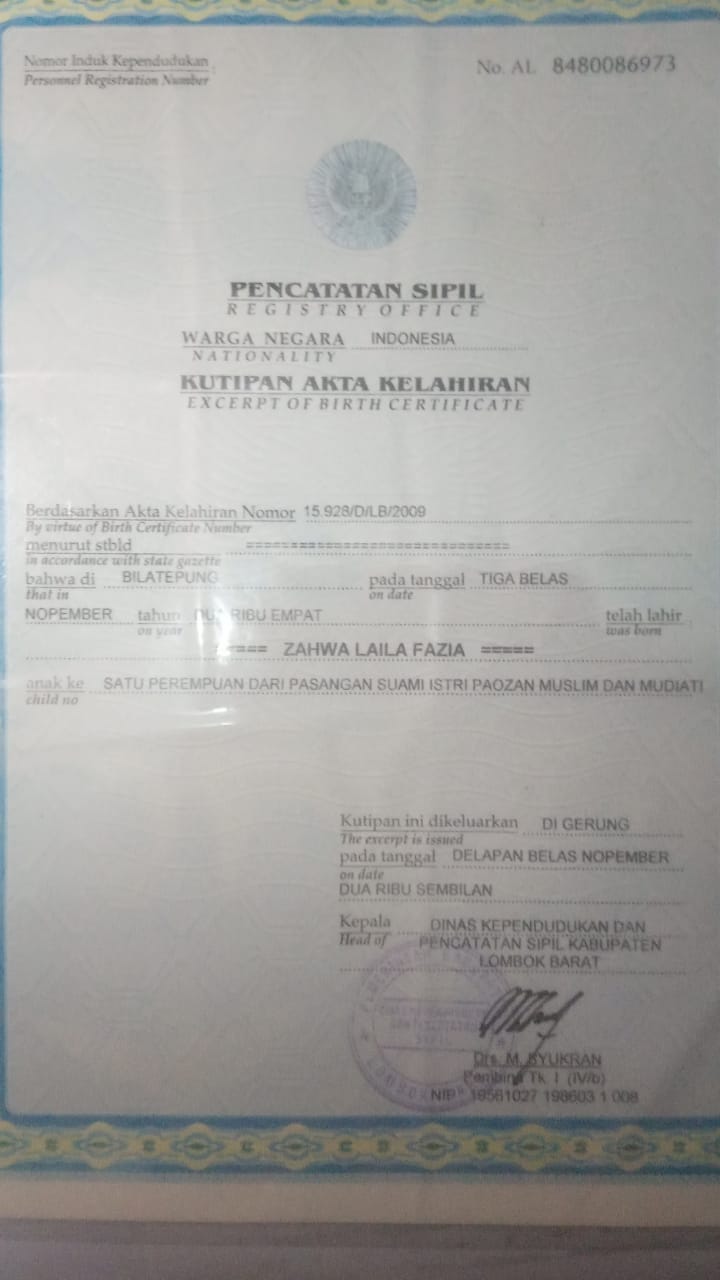 Nomor Induk Kependudukan :
Personnel Registration Number
No. AL 8480086973
PENCATATAN SIPIL
REGISTRY OFFICE
WARGA NEGARA INDONESIA
NATIONALITY
KUTIPAN AKTA KELAHIRAN
EXCERPT OF BIRTH CERTIFICATE
Berdasarkan Akta Kelahiran Nomor 15.928/D/LB/2009
By virtue of Birth Certificate Number
menurut stbld ==============================
in accordance with state gazette
bahwa di BILATEPUNG pada tanggal TIGA BELAS
that in on date
NOPEMBER tahun DUA RIBU EMPAT telah lahir
on year was born
===== ZAHWA LAILA FAZIA =====
anak ke SATU PEREMPUAN DARI PASANGAN SUAMI ISTRI PAOZAN MUSLIM DAN MUDIATI
child no
Kutipan ini dikeluarkan DI GERUNG
The excerpt is issued
pada tanggal DELAPAN BELAS NOPEMBER
on date
DUA RIBU SEMBILAN
Kepala DINAS KEPENDUDUKAN DAN
Head of PENCATATAN SIPIL KABUPATEN
LOMBOK BARAT
Drs. M. SYUKRAN
Pembina Tk. I (IV/b)
NIP 19561027 198603 1 008